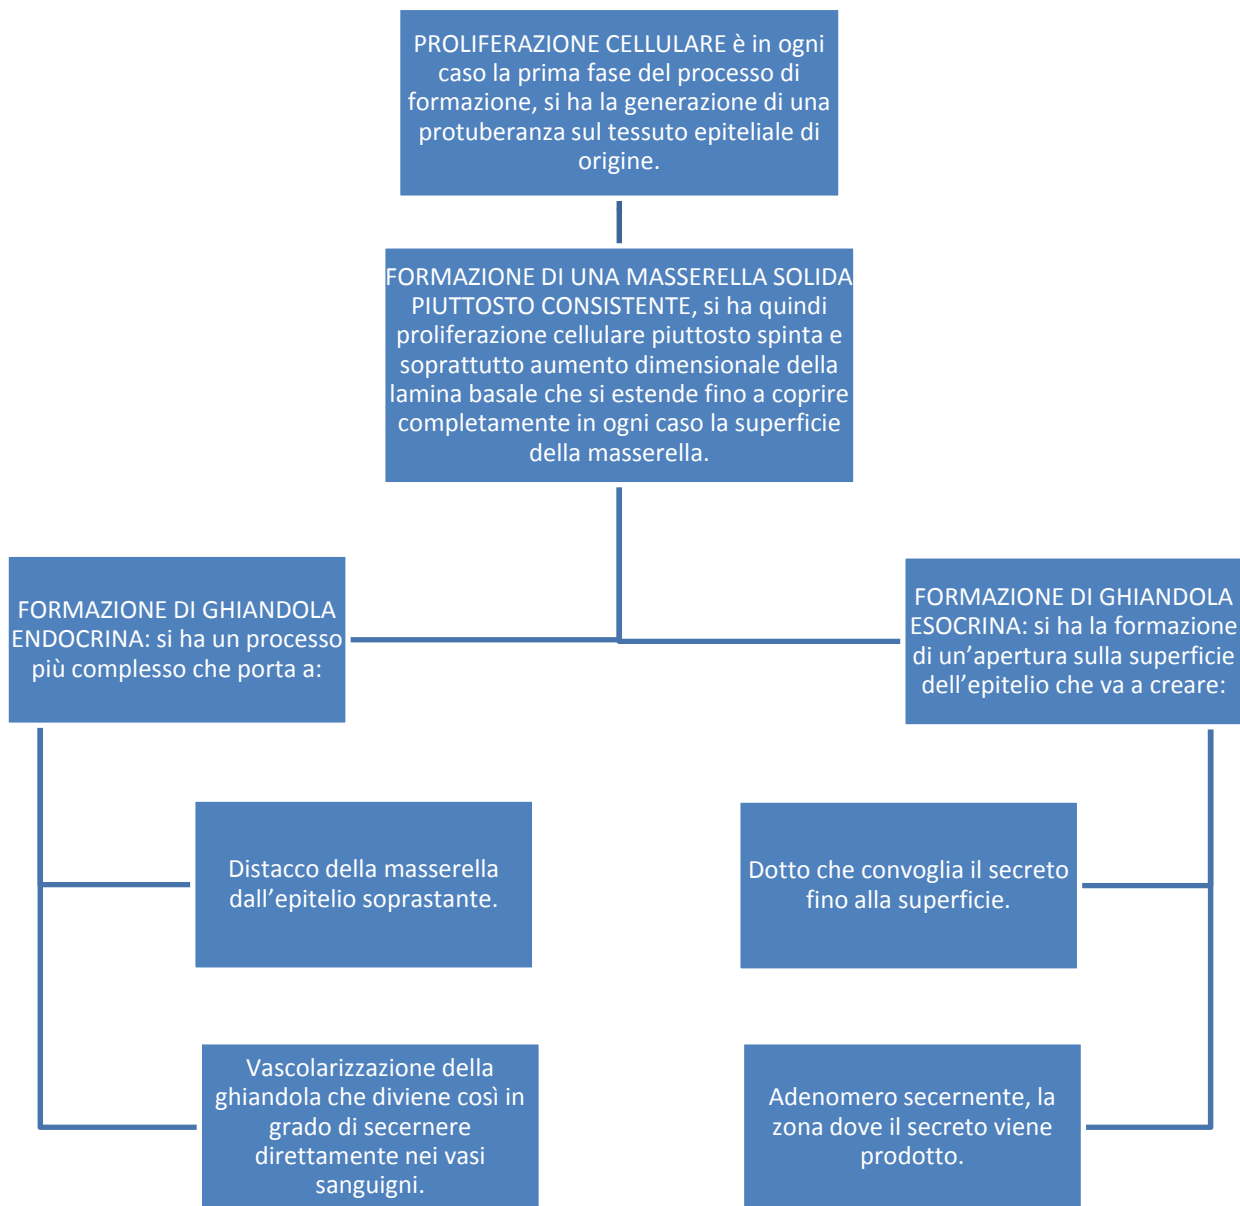 PROLIFERAZIONE CELLULARE è in ogni
caso la prima fase del processo di
formazione, si ha la generazione di una
protuberanza sul tessuto epiteliale di
origine.
FORMAZIONE DI UNA MASSERELLA SOLIDA
PIUTTOSTO CONSISTENTE, si ha quindi
proliferazione cellulare piuttosto spinta e
soprattutto aumento dimensionale della
lamina basale che si estende fino a coprire
completamente in ogni caso la superficie
della masserella.
FORMAZIONE DI GHIANDOLA
ENDOCRINA: si ha un processo
più complesso che porta a:
FORMAZIONE DI GHIANDOLA
ESOCRINA: si ha la formazione
di un’apertura sulla superficie
dell’epitelio che va a creare:
Distacco della masserella
dall’epitelio soprastante.
Dotto che convoglia il secreto
fino alla superficie.
Vascolarizzazione della
ghiandola che diviene così in
grado di secernere
direttamente nei vasi
sanguigni.
Adenomero secernente, la
zona dove il secreto viene
prodotto.